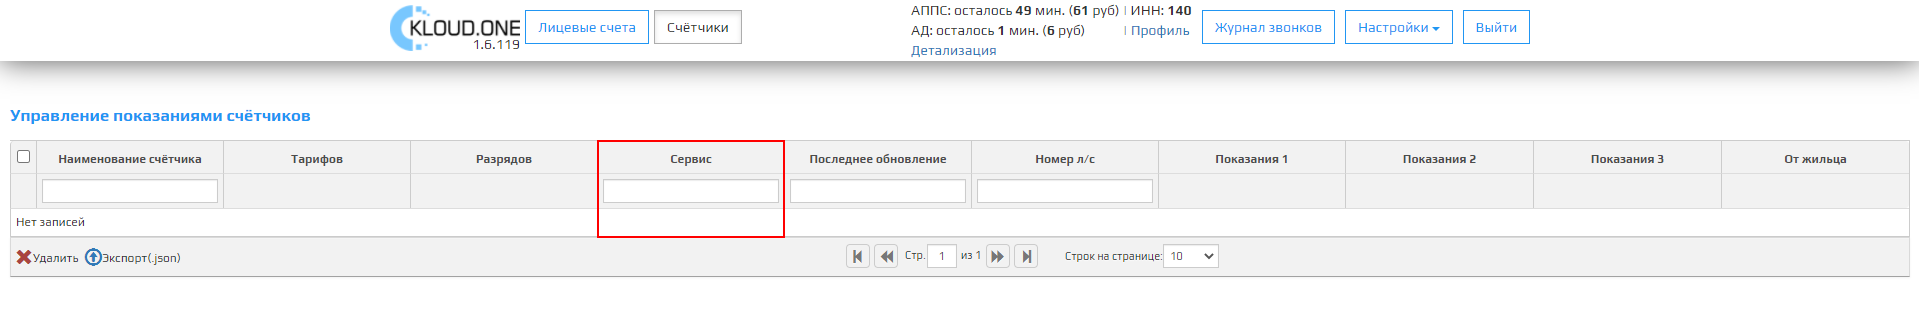 KLOUD.ONE
1.6.119
Лицевые счета
Счётчики
АППС: осталось 49 мин. (61 руб) | ИНН: 140
АД: осталось 1 мин. (6 руб) | Профиль
Детализация
Журнал звонков
Настройки
Выйти
Управление показаниями счётчиков
Наименование счётчика Тарифов Разрядов Сервис Последнее обновление Номер л/с Показания 1 Показания 2 Показания 3 От жильца
Нет записей
Удалить Экспорт(.json) Стр. 1 из 1 Строк на странице: 10